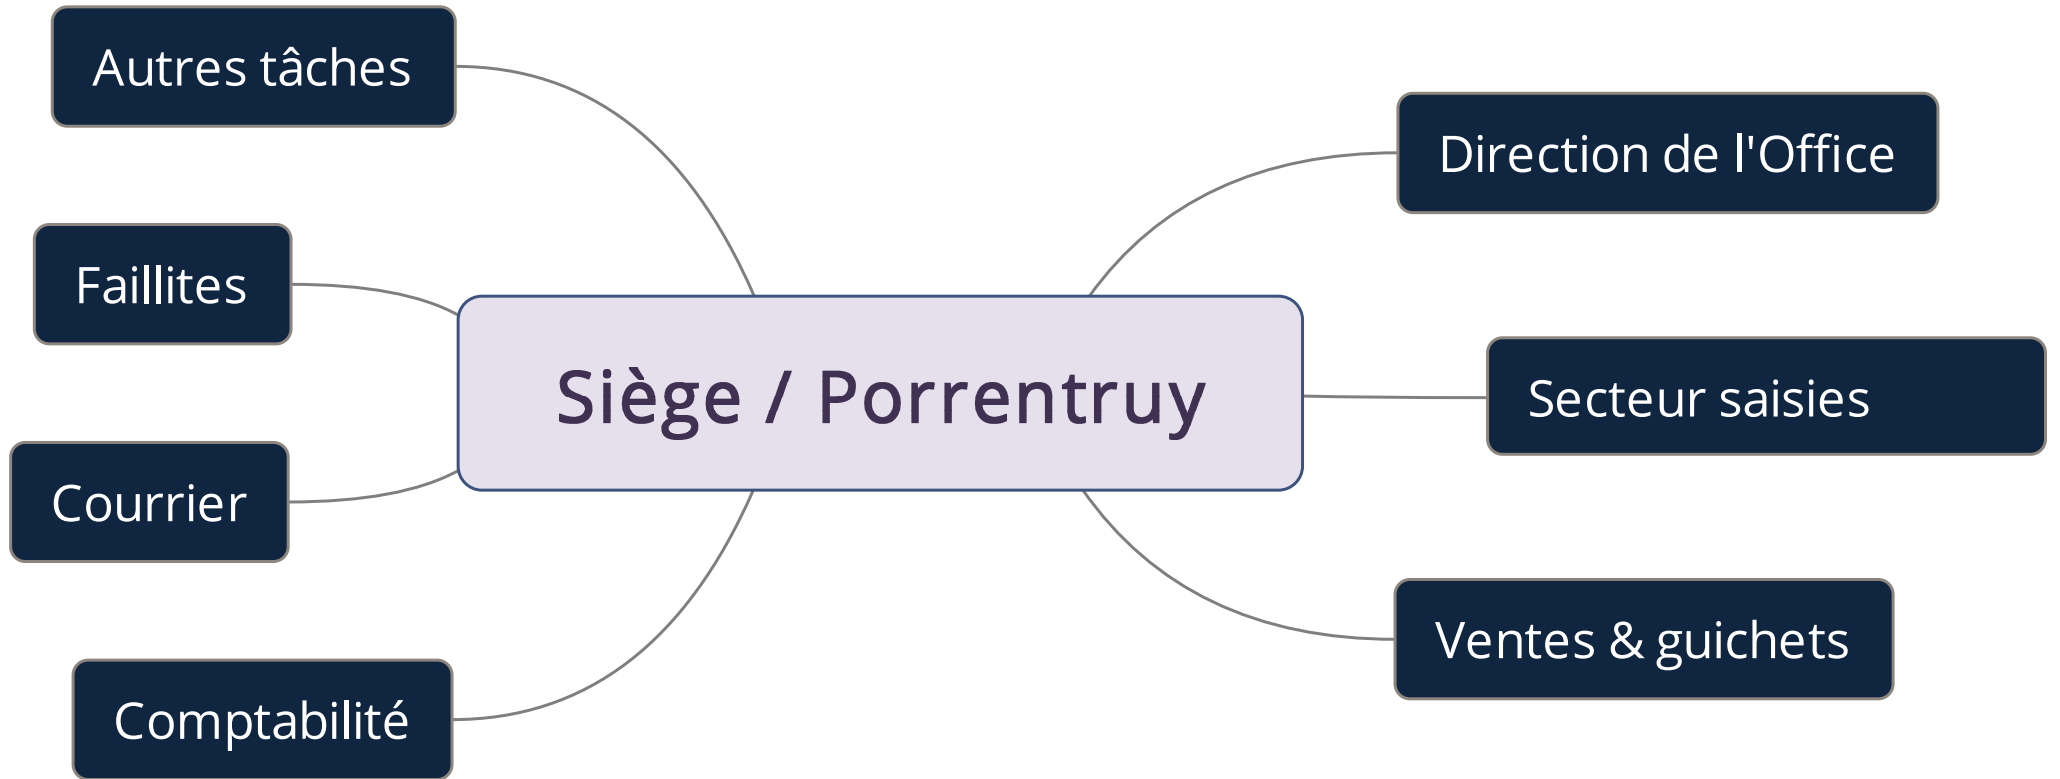 Autres tâches
Direction de l'Office
Faillites
Siège / Porrentruy
Secteur saisies
Courrier
Ventes & guichets
Comptabilité